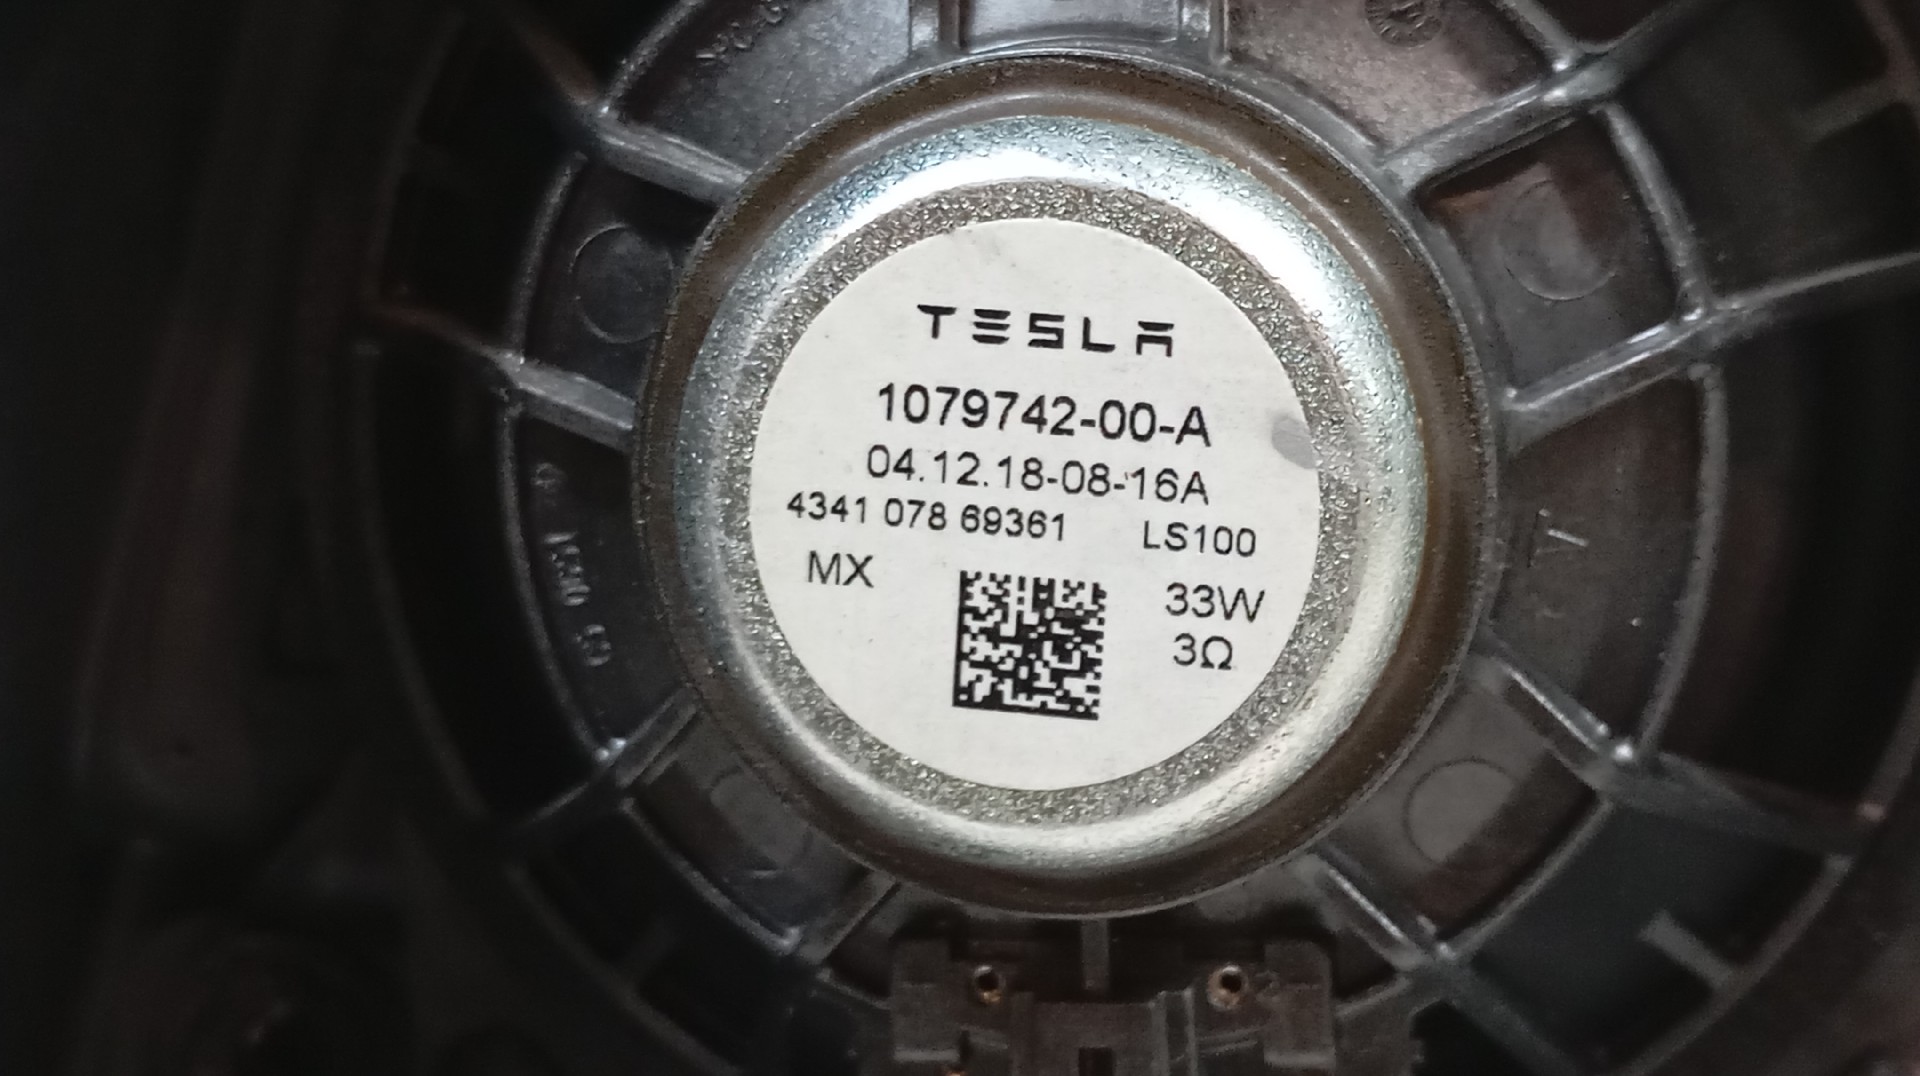 TESLA
1079742-00-A
04.12.18-08-16A
4341 078 69361 LS100
MX
33W
3Ω